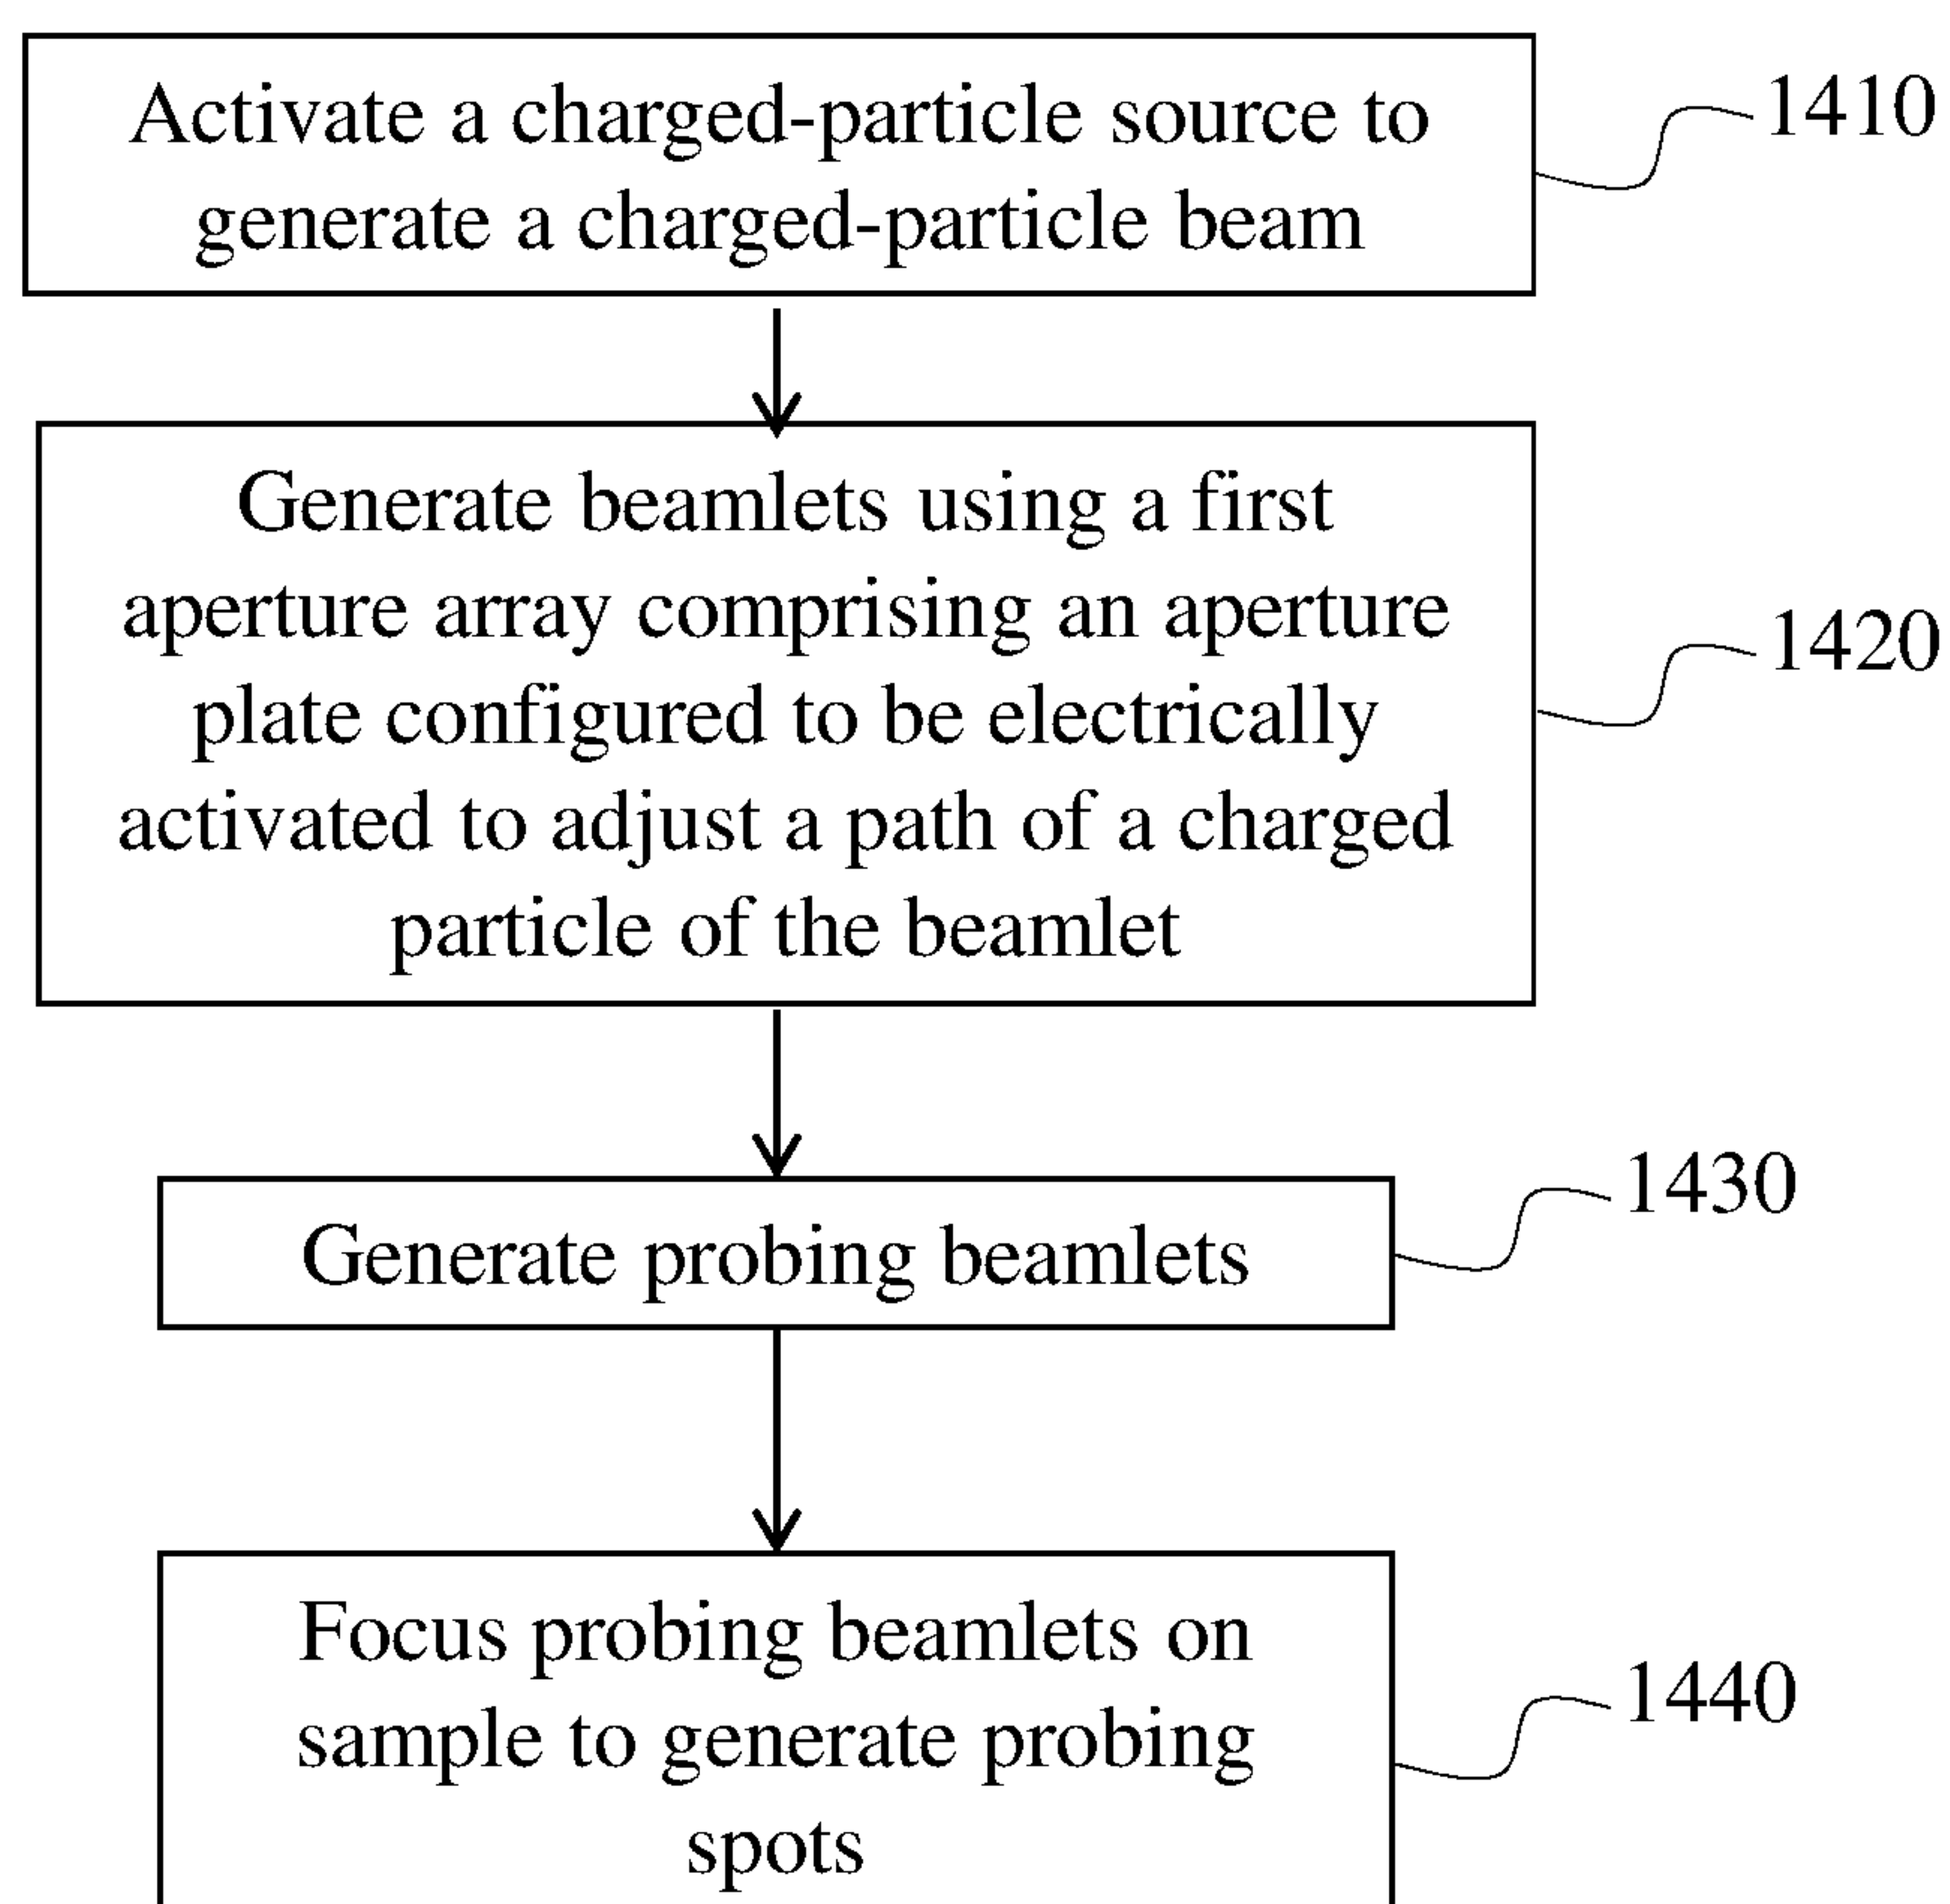 Activate a charged-particle source to
generate a charged-particle beam
1410
Generate beamlets using a first
aperture array comprising an aperture
plate configured to be electrically
activated to adjust a path of a charged
particle of the beamlet
1420
Generate probing beamlets
1430
Focus probing beamlets on
sample to generate probing
spots
1440